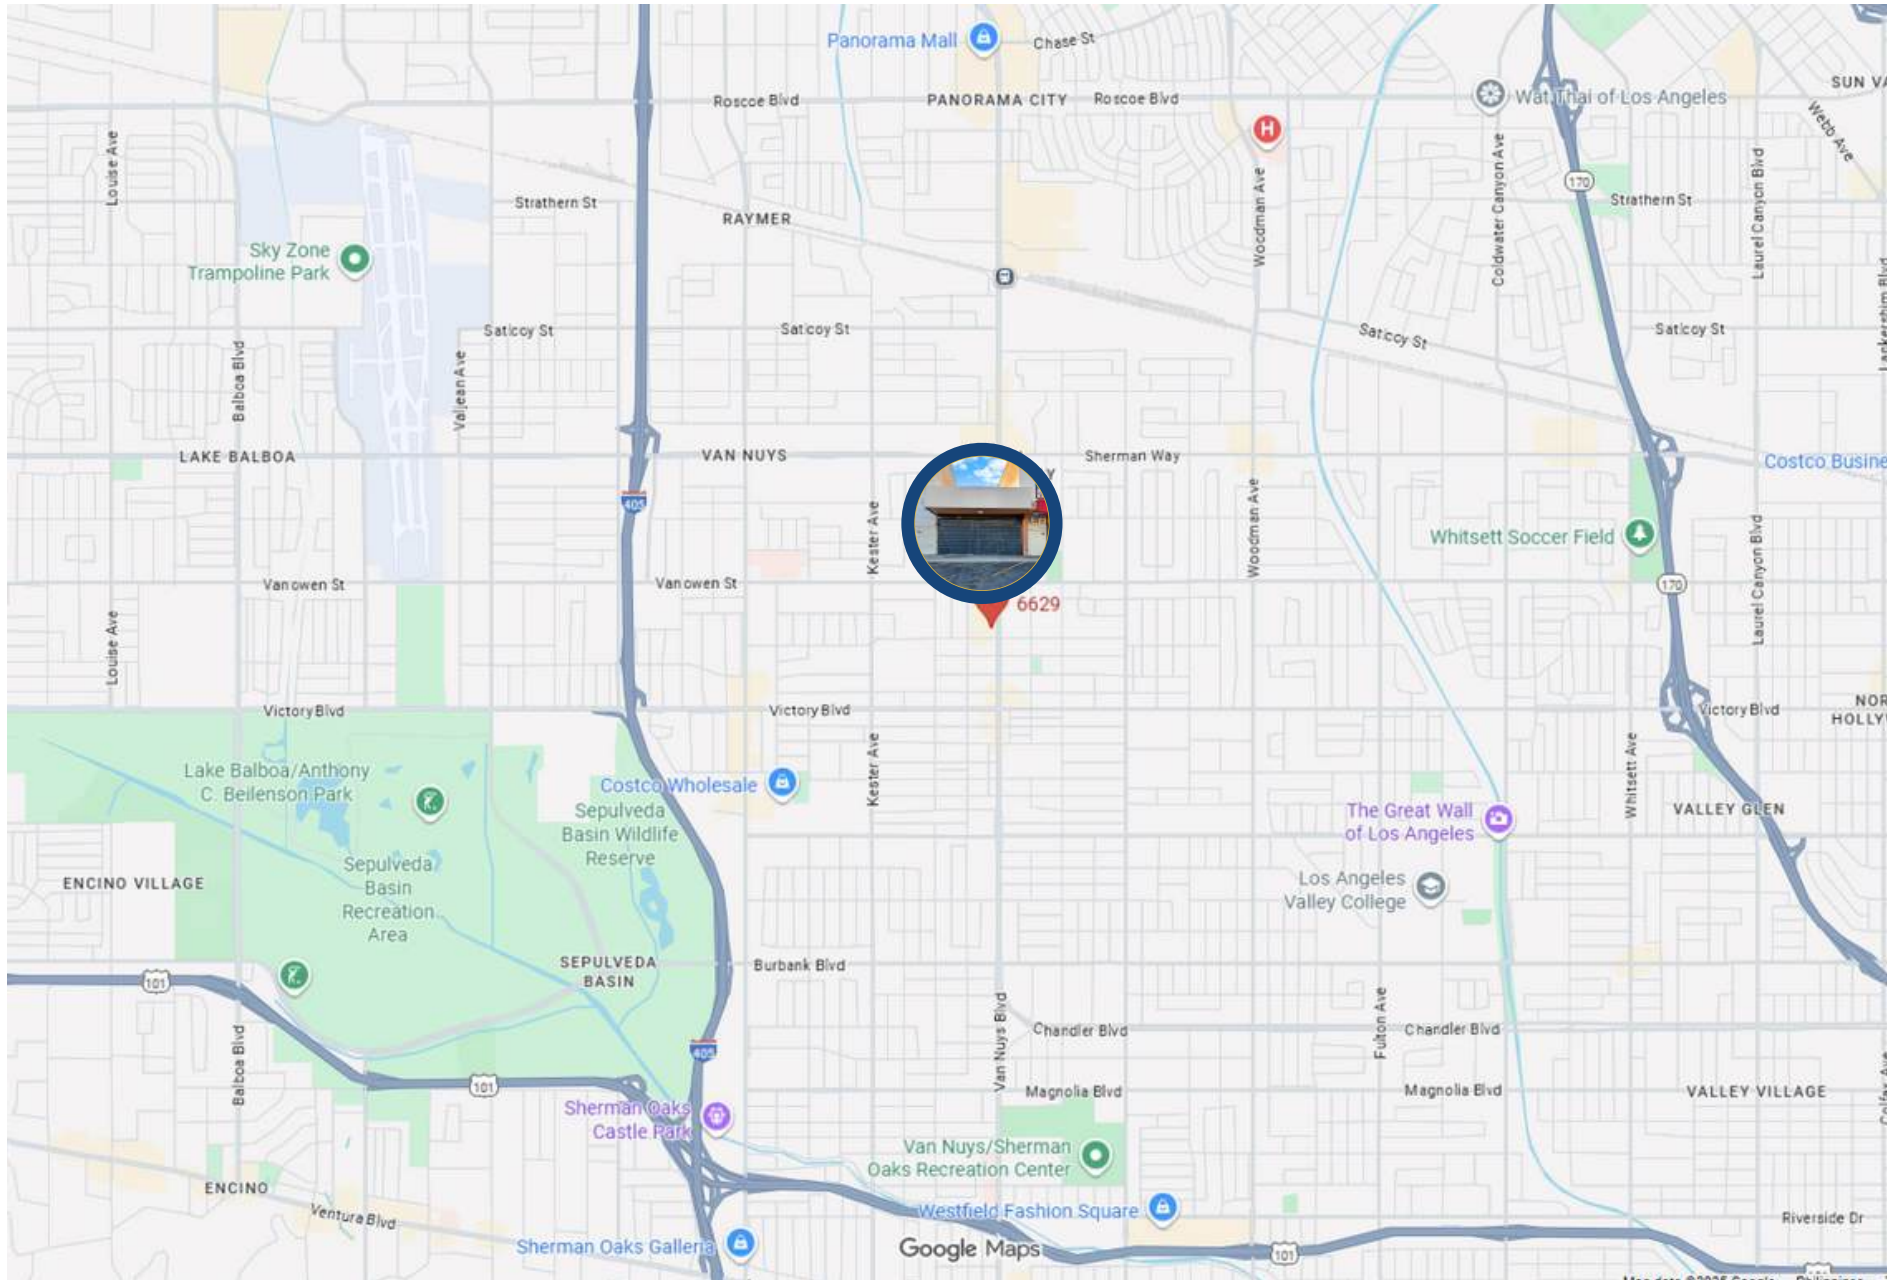 Panorama Mall
Chase St
Roscoe Blvd
PANORAMA CITY
Roscoe Blvd
Wat Thai of Los Angeles
SUN VA
Webb Ave
H
Louise Ave
Woodman Ave
Coldwater Canyon Ave
170
Laurel Canyon Blvd
Strathern St
Strathern St
RAYMER
Sky Zone
Trampoline Park
Saticoy St
Saticoy St
Saticoy St
Saticoy St
Lankershim Blvd
Balboa Blvd
Valjean Ave
LAKE BALBOA
VAN NUYS
Sherman Way
Costco Busine
y
405
Kester Ave
Woodman Ave
Whitsett Soccer Field
Laurel Canyon Blvd
Vanowen St
Vanowen St
170
6629
Louise Ave
Victory Blvd
Victory Blvd
Victory Blvd
NOR
HOLLY
Lake Balboa/Anthony
C. Beilenson Park
Costco Wholesale
Kester Ave
Whitsett Ave
Sepulveda
Basin Wildlife
Reserve
The Great Wall
of Los Angeles
VALLEY GLEN
Sepulveda
Basin
Recreation
Area
ENCINO VILLAGE
Los Angeles
Valley College
SEPULVEDA
BASIN
Burbank Blvd
101
Van Nuys Blvd
Fulton Ave
Chandler Blvd
Chandler Blvd
Balboa Blvd
405
101
Magnolia Blvd
Magnolia Blvd
VALLEY VILLAGE
Colfax Ave
Sherman Oaks
Castle Park
Van Nuys/Sherman
Oaks Recreation Center
ENCINO
Ventura Blvd
Westfield Fashion Square
Riverside Dr
Sherman Oaks Galleria
Google Maps
101